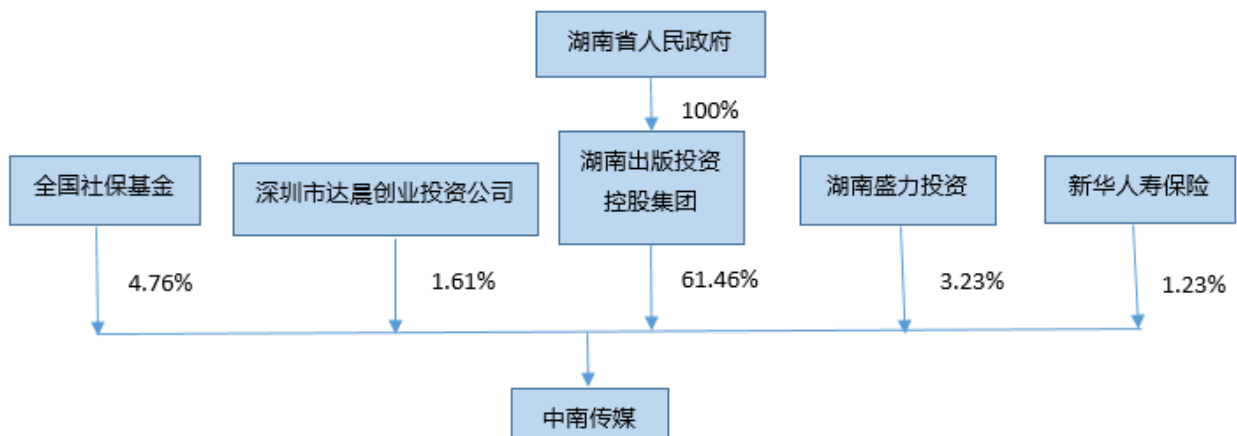 湖南省人民政府
100%
全国社保基金
深圳市达晨创业投资公司
湖南出版投资
控股集团
湖南盛力投资
新华人寿保险
4.76%
1.61%
61.46%
3.23%
1.23%
中南传媒